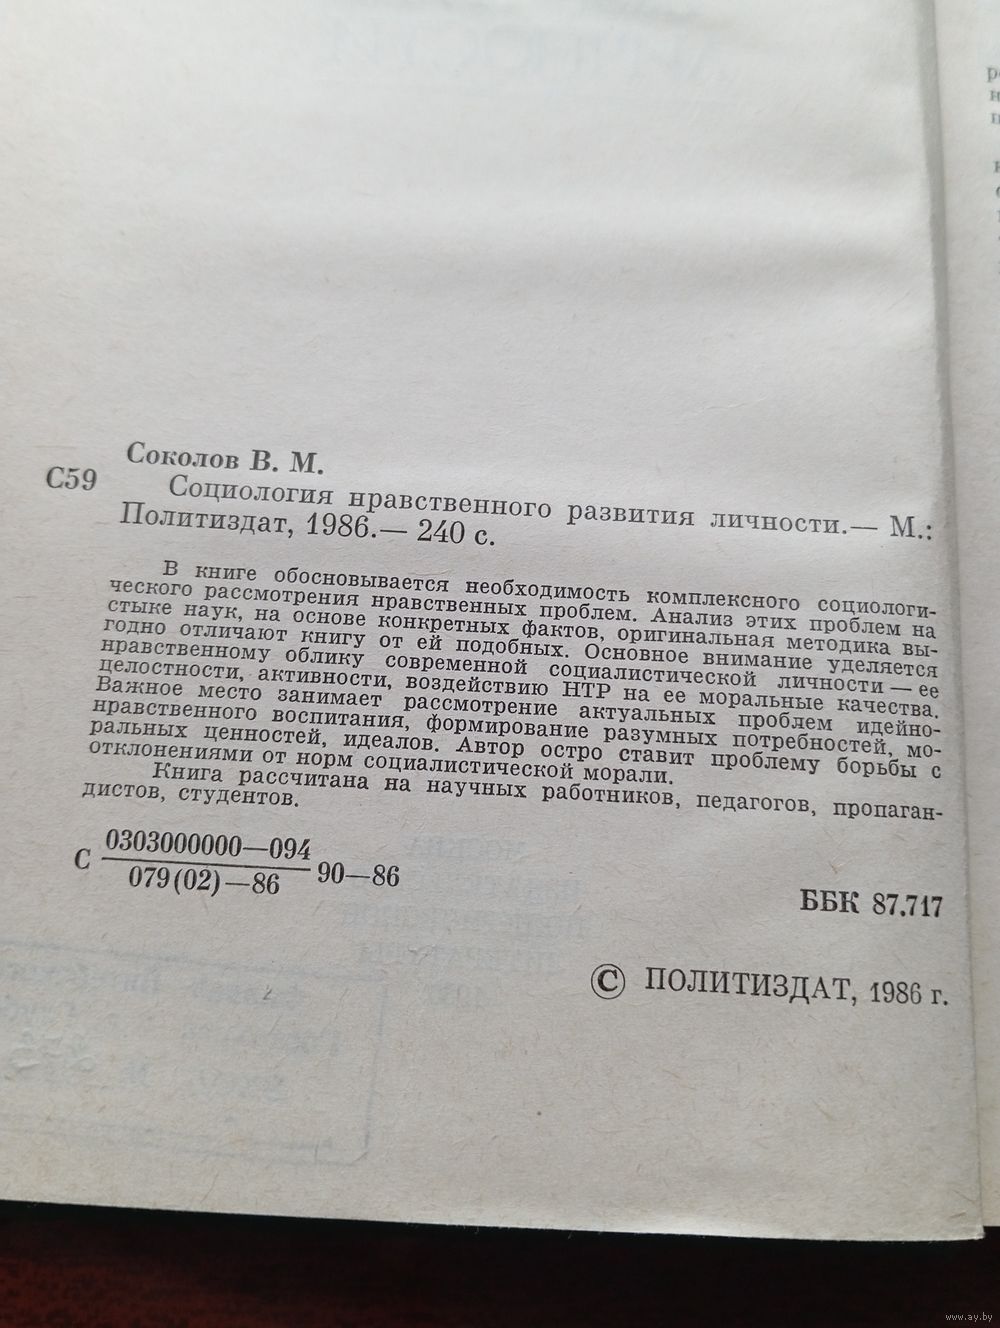 Соколов В. М.
С59 Социология нравственного развития личности.— М.:
Политиздат, 1986.— 240 с.
В книге обосновывается необходимость комплексного социологи-
ческого рассмотрения нравственных проблем. Анализ этих проблем на
стыке наук, на основе конкретных фактов, оригинальная методика вы-
годно отличают книгу от ей подобных. Основное внимание уделяется
нравственному облику современной социалистической личности — ее
целостности, активности, воздействию НТР на ее моральные качества.
Важное место занимает рассмотрение актуальных проблем идейно-
нравственного воспитания, формирование разумных потребностей, мо-
ральных ценностей, идеалов. Автор остро ставит проблему борьбы с
отклонениями от норм социалистической морали.
Книга рассчитана на научных работников, педагогов, пропаган-
дистов, студентов.
0303000000—094
С 90—86
079(02)—86
ББК 87.717
© ПОЛИТИЗДАТ, 1986 г.
www.ay.by